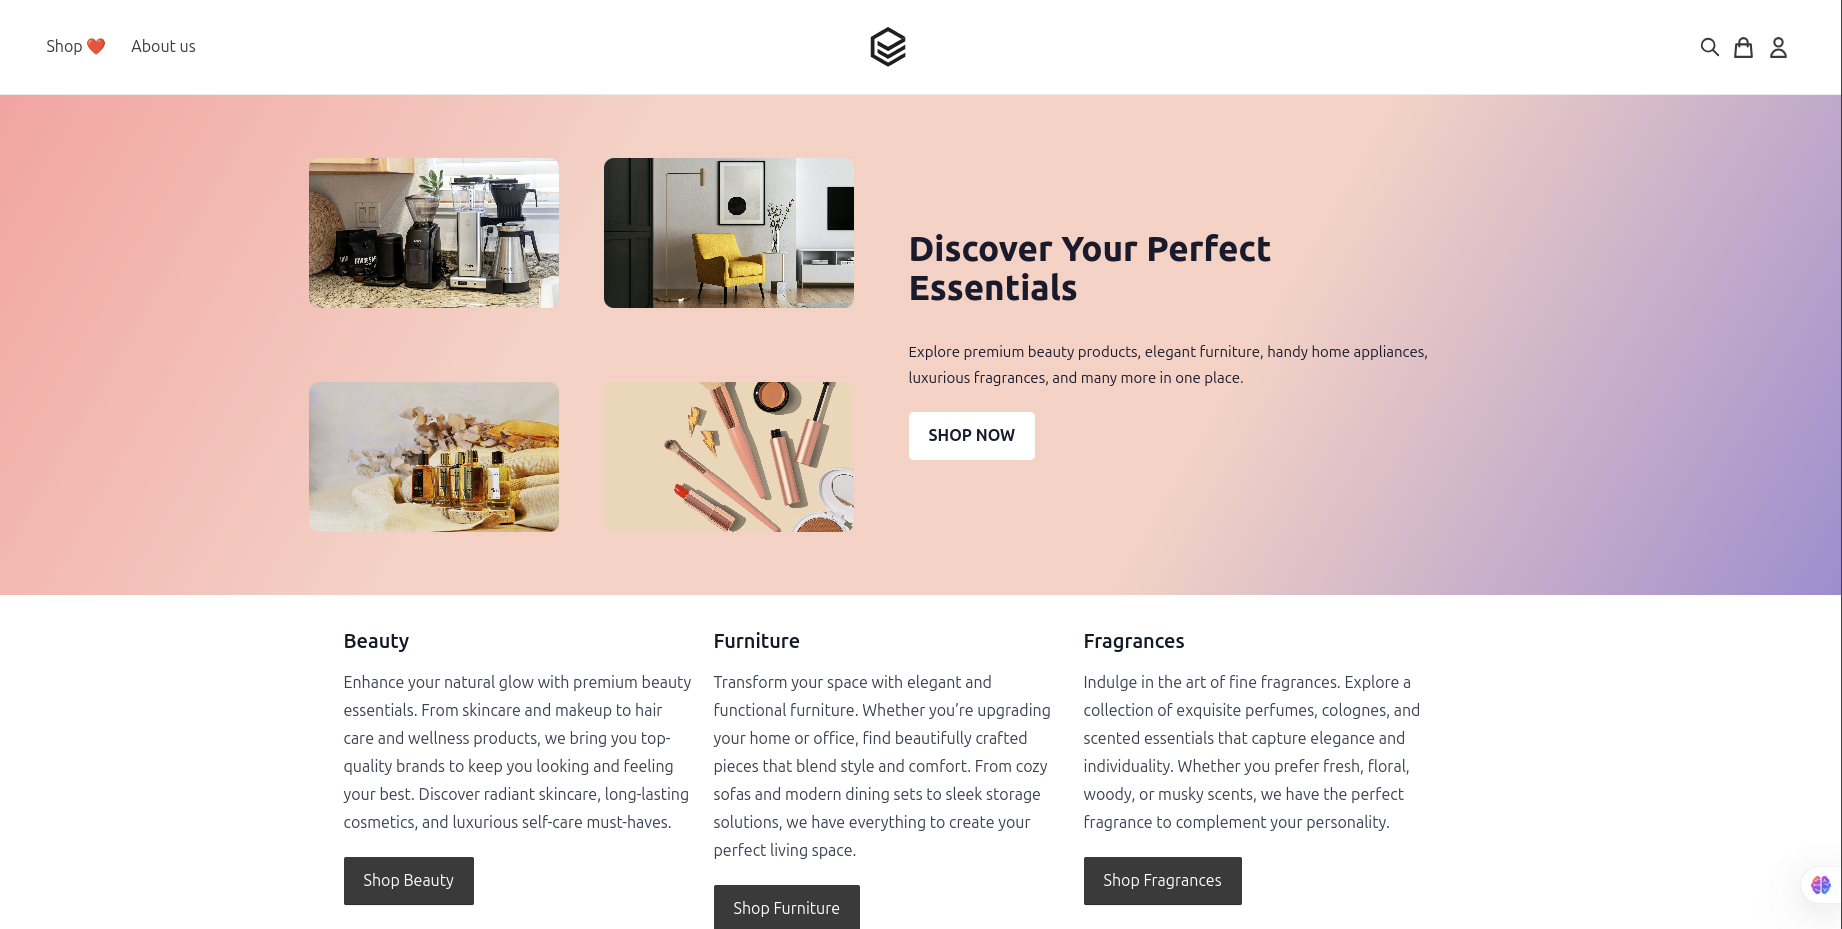 Shop ❤️ About us
Discover Your Perfect
Essentials
Explore premium beauty products, elegant furniture, handy home appliances,
luxurious fragrances, and many more in one place.
SHOP NOW
Beauty
Enhance your natural glow with premium beauty
essentials. From skincare and makeup to hair
care and wellness products, we bring you top-
quality brands to keep you looking and feeling
your best. Discover radiant skincare, long-lasting
cosmetics, and luxurious self-care must-haves.
Shop Beauty
Furniture
Transform your space with elegant and
functional furniture. Whether you’re upgrading
your home or office, find beautifully crafted
pieces that blend style and comfort. From cozy
sofas and modern dining sets to sleek storage
solutions, we have everything to create your
perfect living space.
Shop Furniture
Fragrances
Indulge in the art of fine fragrances. Explore a
collection of exquisite perfumes, colognes, and
scented essentials that capture elegance and
individuality. Whether you prefer fresh, floral,
woody, or musky scents, we have the perfect
fragrance to complement your personality.
Shop Fragrances